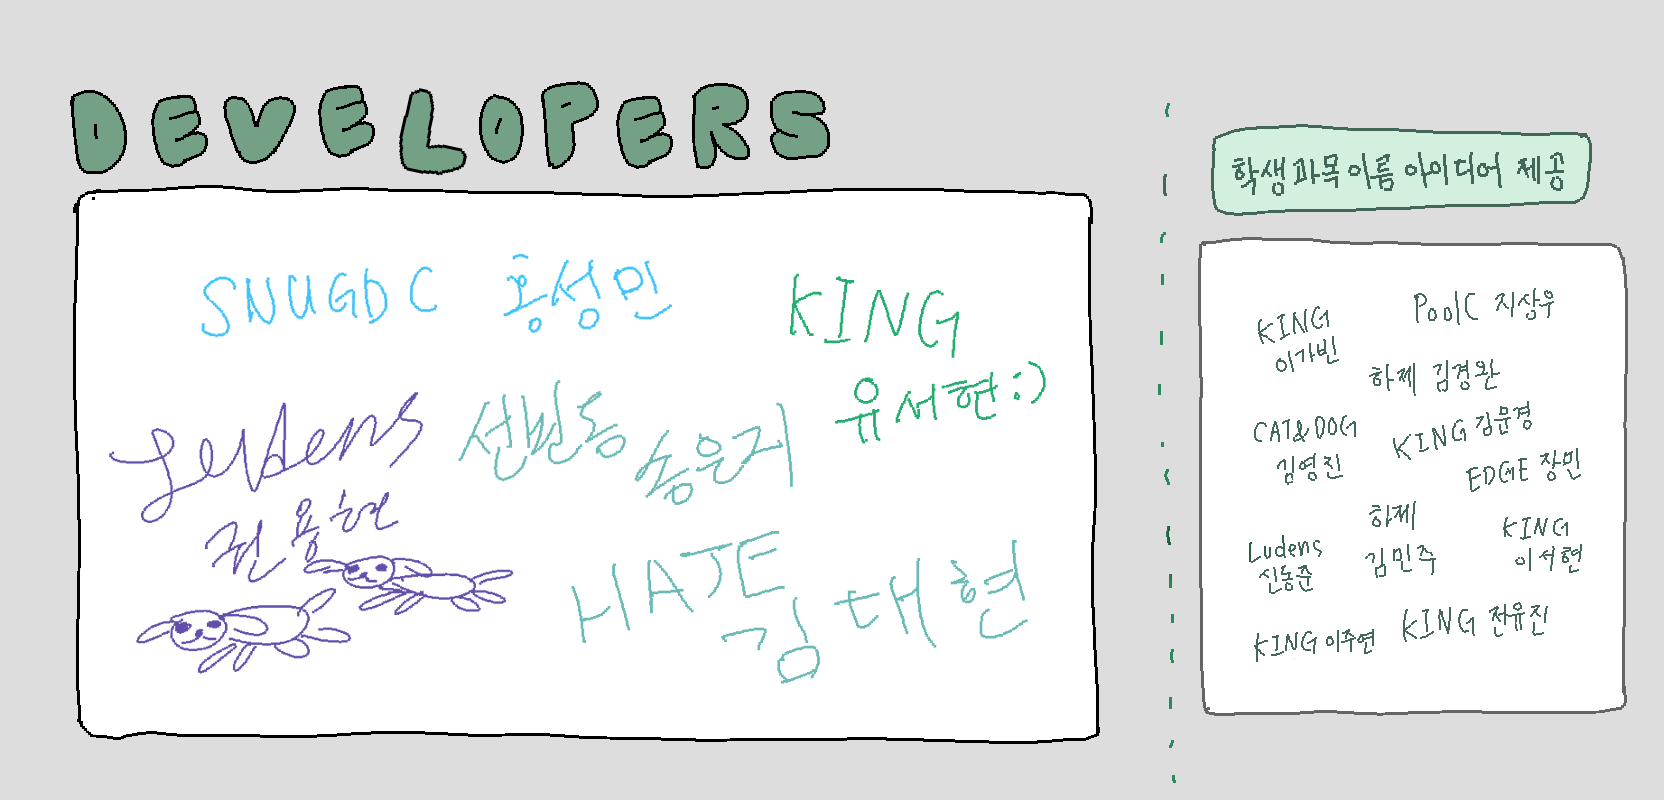 DEVELOPERS
SNUGDC 홍성민
KING
유서현:)
Ludens
권용현
선빈동 송은지
HAJE
김태현
학생과목이름 아이디어 제공
KING
이가빈
PoolC 지상우
하제 김경완
CAT&DOG
김영진
KING 김문경
EDGE 장민
하제
김민주
KING
이서현
Ludens
신동준
KING 이주연
KING 전유진